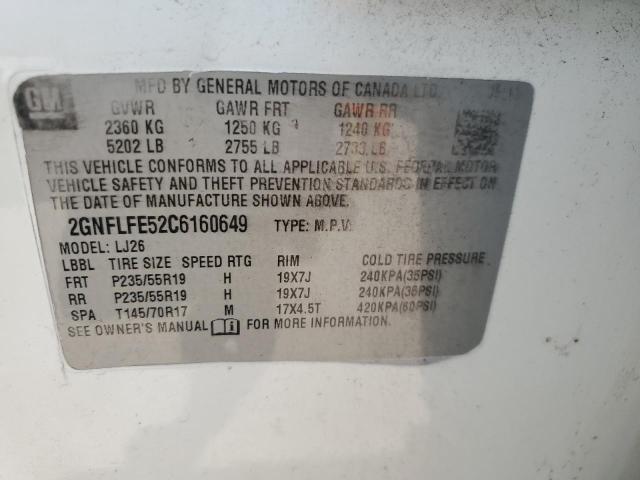 GM
MFD BY GENERAL MOTORS OF CANADA LTD.
GVWR GAWR FRT GAWR RR
2360 KG 1250 KG 1240 KG
5202 LB 2755 LB 2733 LB
THIS VEHICLE CONFORMS TO ALL APPLICABLE U.S. FEDERAL MOTOR
VEHICLE SAFETY AND THEFT PREVENTION STANDARDS IN EFFECT ON
THE DATE OF MANUFACTURE SHOWN ABOVE.
2GNFLFE52C6160649 TYPE: M.P.V.
MODEL: LJ26
LBBL TIRE SIZE SPEED RTG RIM COLD TIRE PRESSURE
FRT P235/55R19 H 19X7J 240KPA(35PSI)
RR P235/55R19 H 19X7J 240KPA(35PSI)
SPA T145/70R17 M 17X4.5T 420KPA(60PSI)
SEE OWNER'S MANUAL FOR MORE INFORMATION.